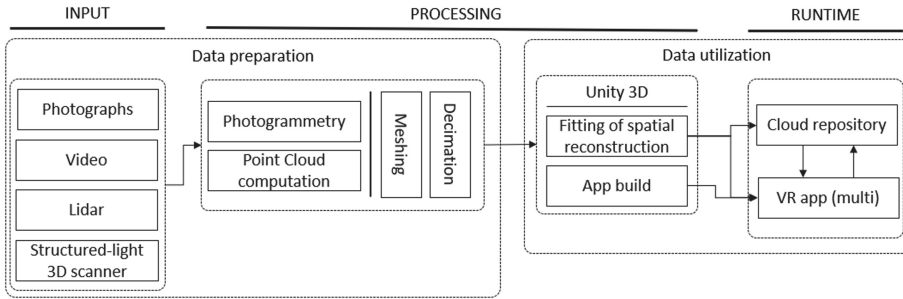 INPUT
PROCESSING
RUNTIME
Data preparation
Data utilization
Photographs
Video
Lidar
Structured-light
3D scanner
Photogrammetry
Point Cloud
computation
Meshing
Decimation
Unity 3D
Fitting of spatial
reconstruction
App build
Cloud repository
VR app (multi)